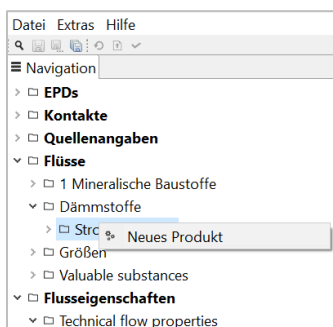 Datei Extras Hilfe
Navigation
EPDs
Kontakte
Quellenangaben
Flüsse
1 Mineralische Baustoffe
Dämmstoffe
Neues Produkt
Größen
Valuable substances
Flusseigenschaften
Technical flow properties